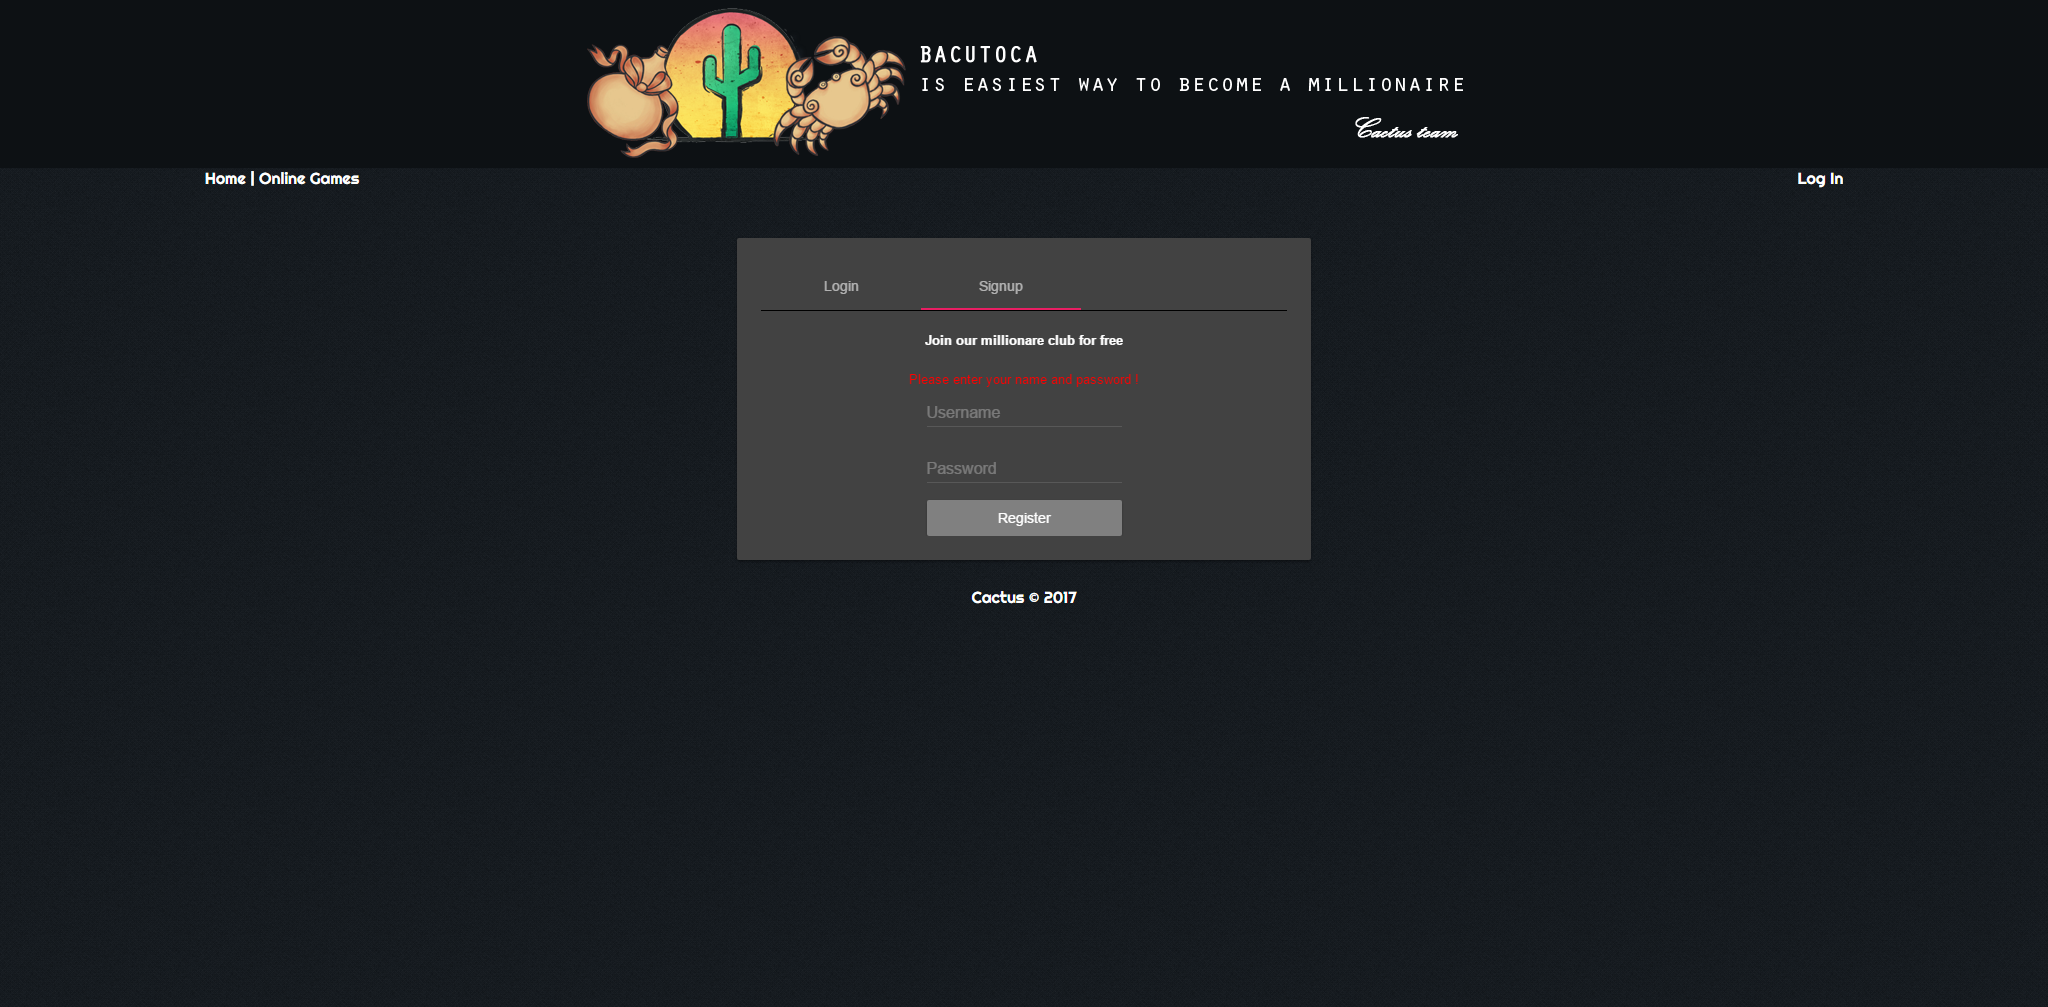 BACUTOCA
IS EASIEST WAY TO BECOME A MILLIONAIRE
Cactus team
Home | Online Games
Log In
Login
Signup
Join our millionare club for free
Please enter your name and password !
Username
Password
Register
Cactus © 2017